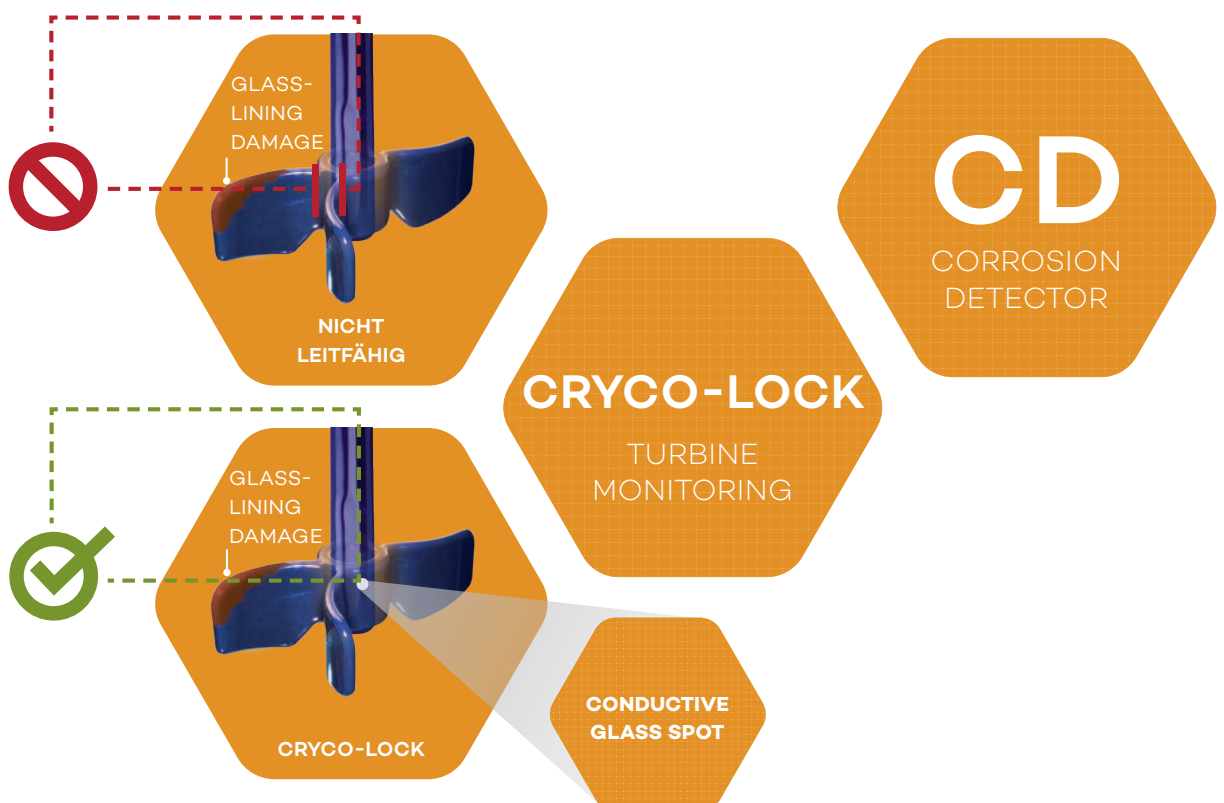 GLASS-
LINING
DAMAGE
NICHT
LEITFÄHIG
CD
CORROSION
DETECTOR
CRYCO-LOCK
TURBINE
MONITORING
GLASS-
LINING
DAMAGE
CRYCO-LOCK
CONDUCTIVE
GLASS SPOT